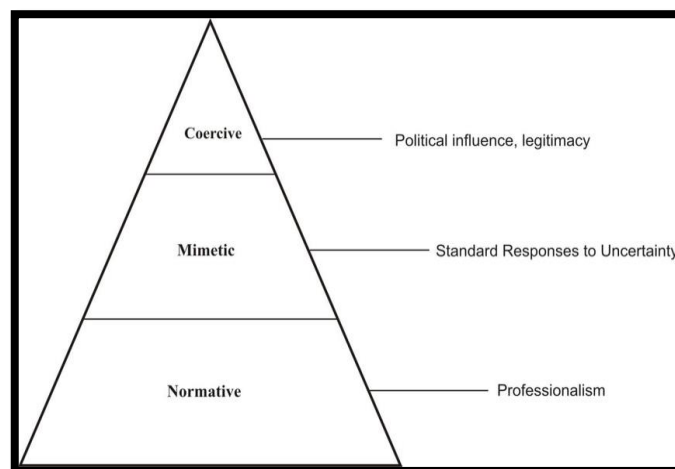 Coercive
Political influence, legitimacy
Mimetic
Standard Responses to Uncertainty
Normative
Professionalism